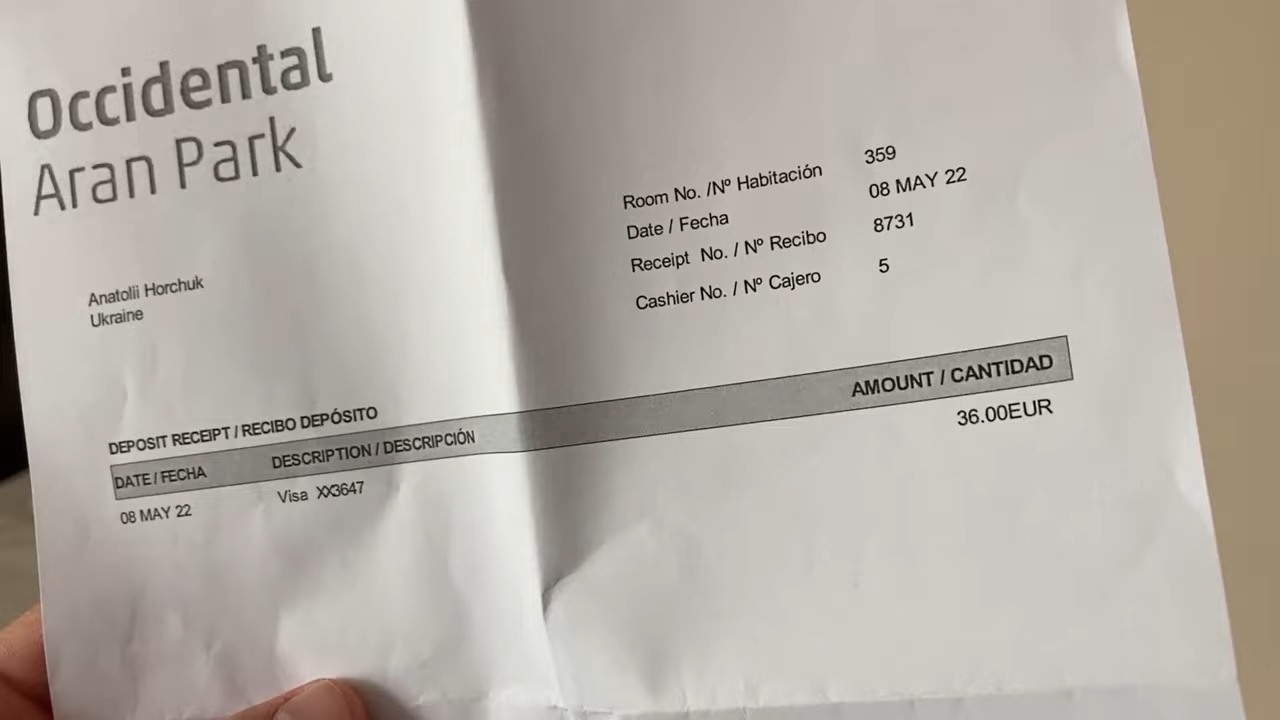 Occidental
Aran Park
Room No. /Nº Habitación 359
Date / Fecha 08 MAY 22
Receipt No. / Nº Recibo 8731
Cashier No. / Nº Cajero 5
Anatolii Horchuk
Ukraine
DEPOSIT RECEIPT / RECIBO DEPÓSITO
DATE / FECHA DESCRIPTION / DESCRIPCIÓN AMOUNT / CANTIDAD
08 MAY 22 Visa XX3647 36.00EUR